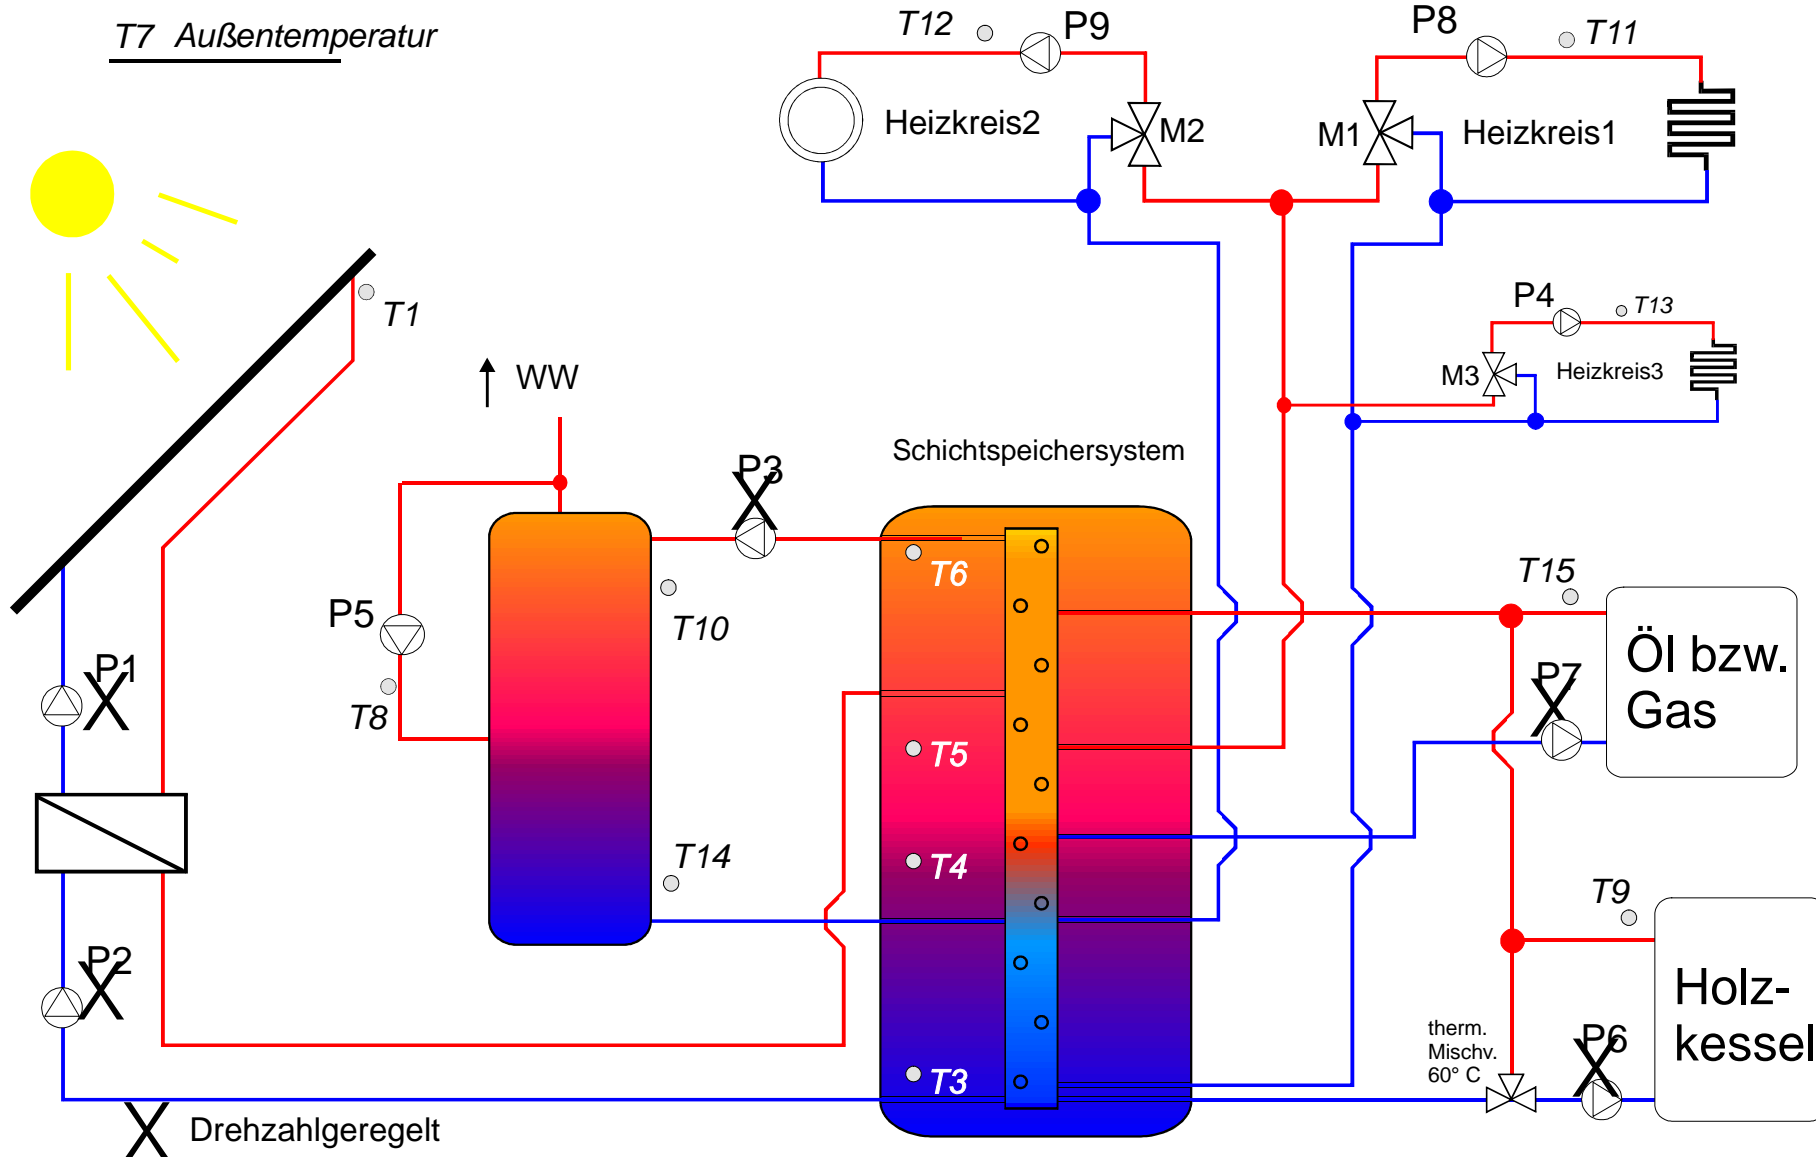 T7 Außentemperatur
T12
P9
P8
T11
Heizkreis2
M2
M1
Heizkreis1
T1
P4
T13
M3
Heizkreis3
WW
Schichtspeichersystem
P3
T6
T15
P5
T10
Öl bzw.
Gas
P1
P7
T8
T5
T14
T4
T9
P2
Holz-
kessel
therm.
Mischv.
60° C
P6
T3
X Drehzahlgeregelt